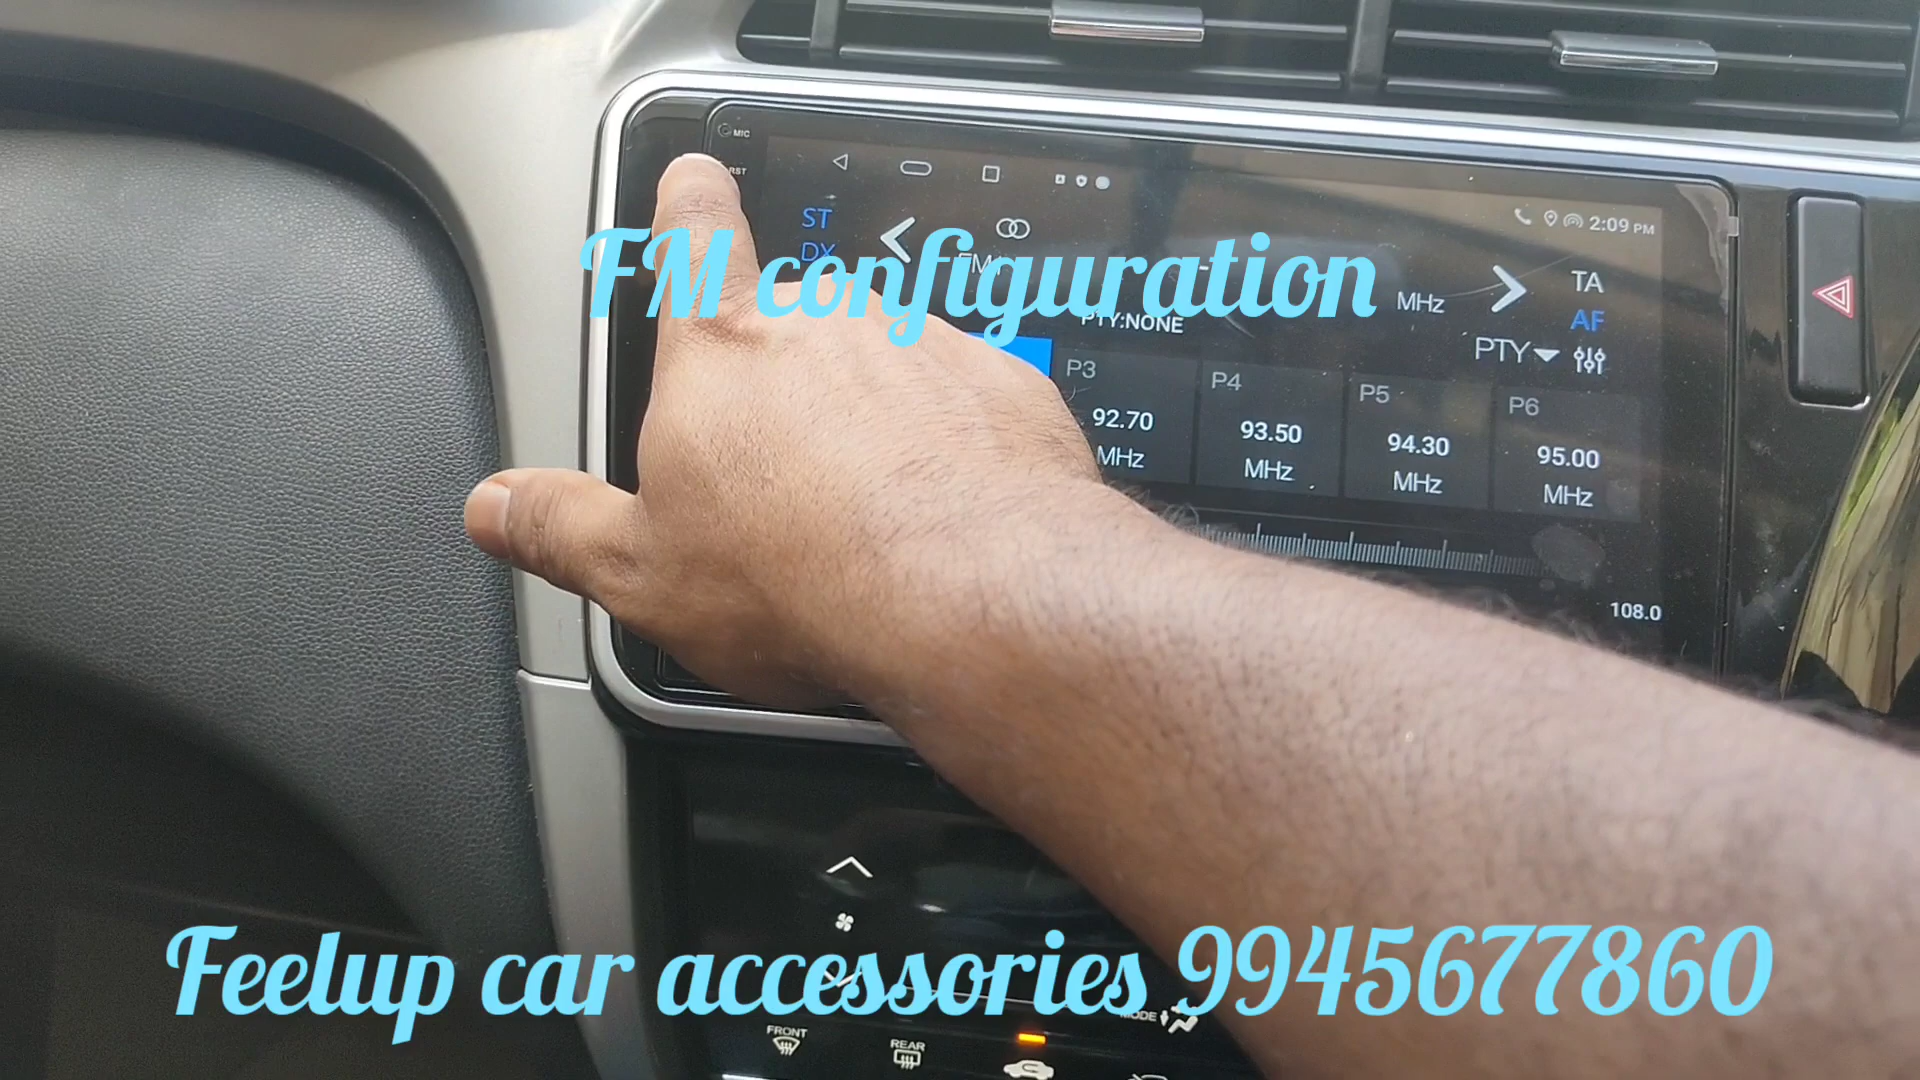 MIC
RST
2:09 PM
ST
DX
FM configuration
MHz
TA
AF
PTY:NONE
PTY
P3
P4
P5
P6
92.70
93.50
94.30
95.00
MHz
MHz
MHz
MHz
108.0
Feelup car accessories 9945677860
MODE
FRONT
REAR